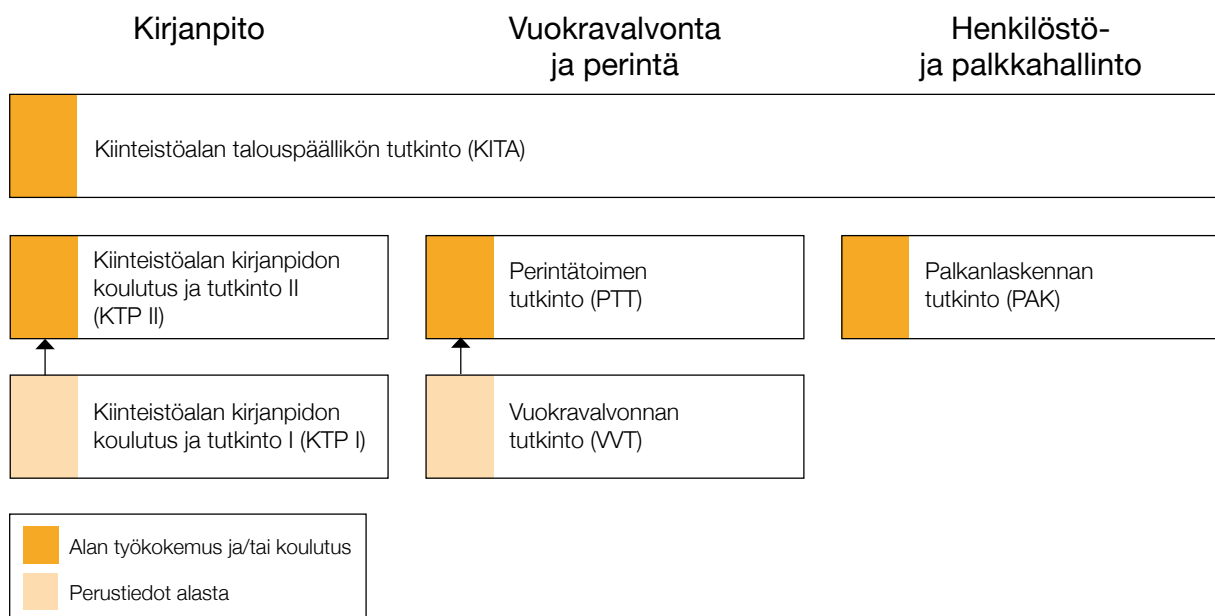 Kirjanpito
Vuokravalvonta
ja perintä
Henkilöstö-
ja palkkahallinto
Kiinteistöalan talouspäällikön tutkinto (KITA)
Kiinteistöalan kirjanpidon
koulutus ja tutkinto II
(KTP II)
Perintätoimen
tutkinto (PTT)
Palkanlaskennan
tutkinto (PAK)
Kiinteistöalan kirjanpidon
koulutus ja tutkinto I (KTP I)
Vuokravalvonnan
tutkinto (VVT)
Alan työkokemus ja/tai koulutus
Perustiedot alasta